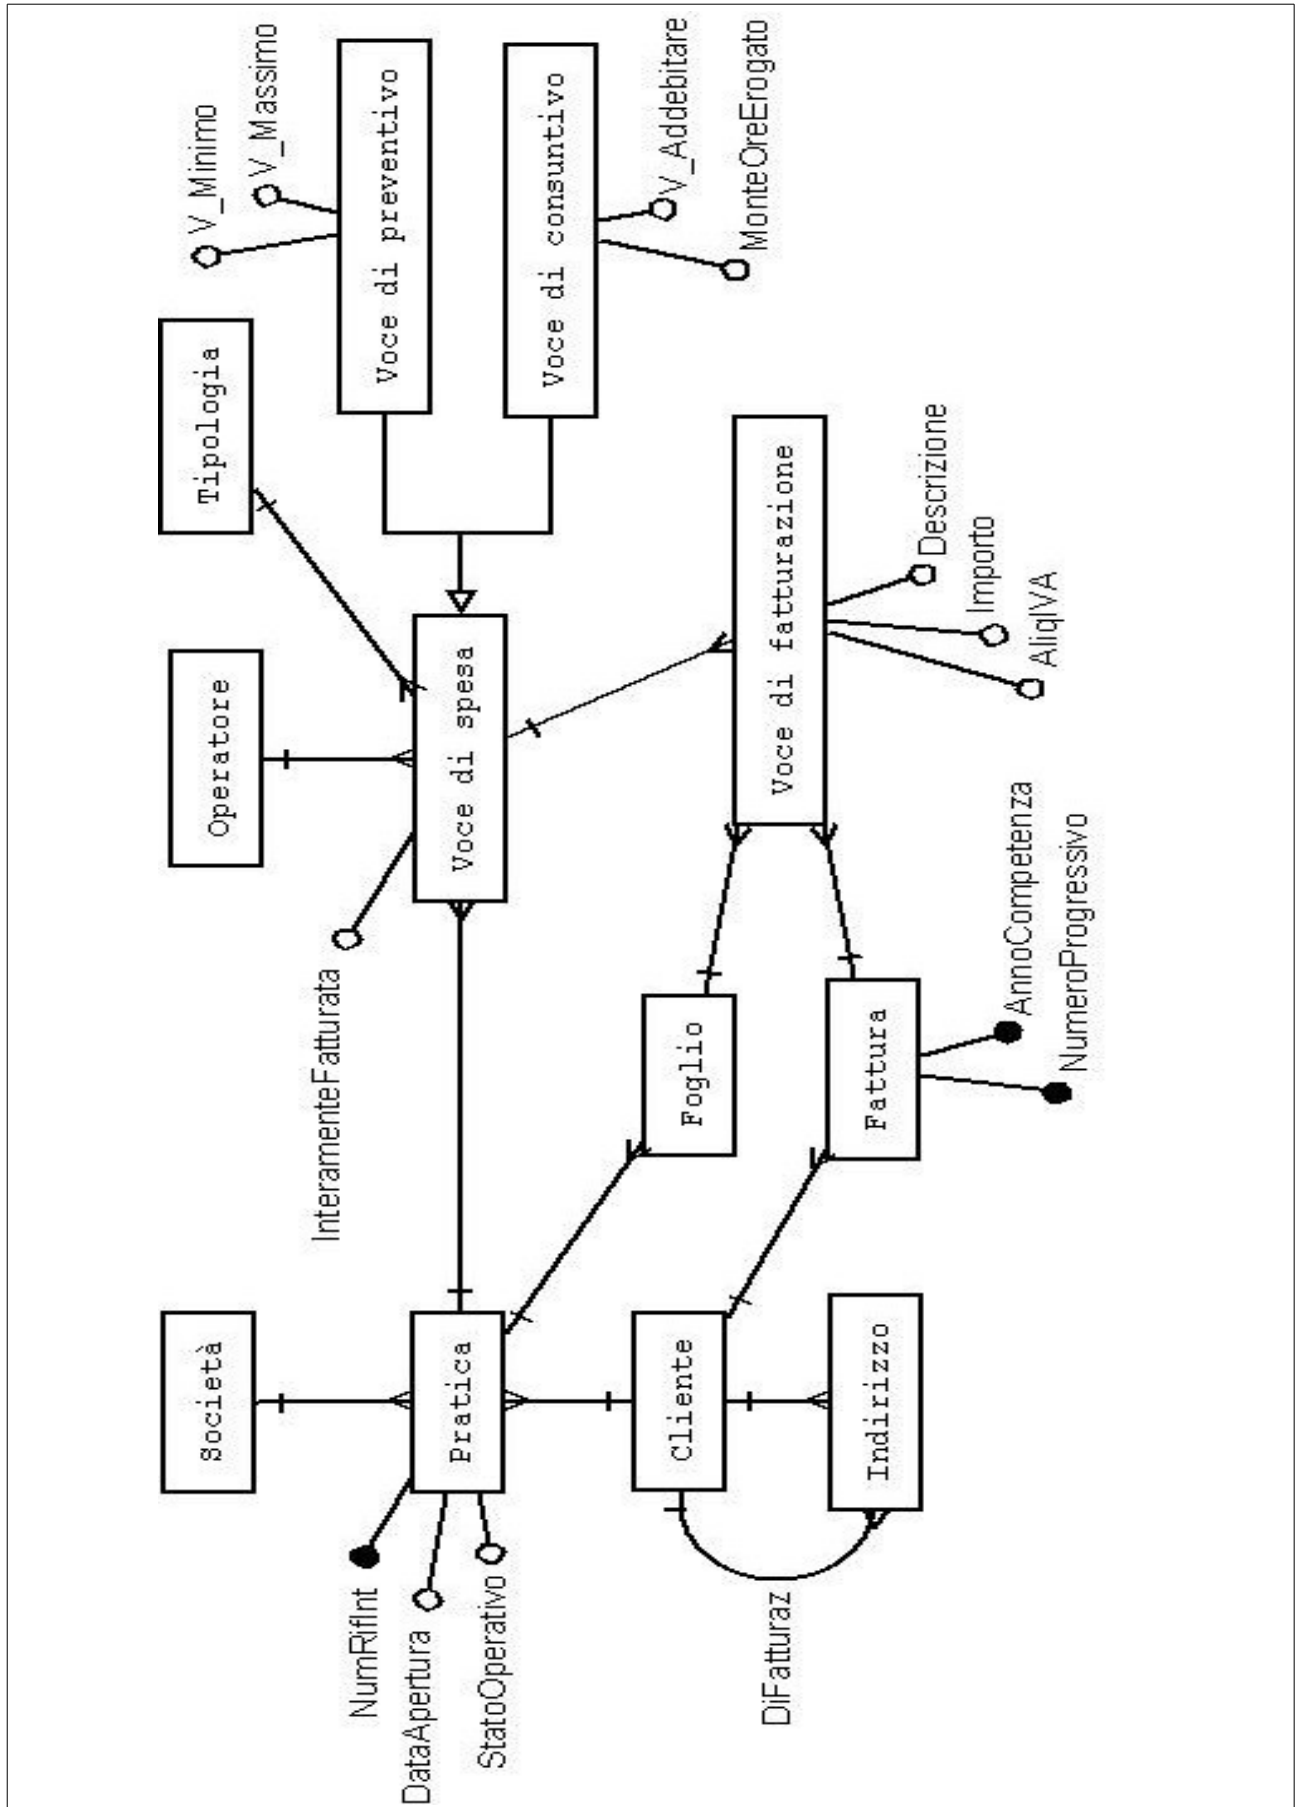 Società
Operatore
Tipologia
V_Minimo
V_Massimo
NumRifInt
DataApertura
StatoOperativo
Pratica
InteramenteFatturata
Voce di spesa
Voce di preventivo
Voce di consuntivo
V_Addebitare
MonteOreErogato
Cliente
Foglio
Voce di fatturazione
DiFatturaz
Indirizzo
Fattura
AnnoCompetenza
NumeroProgressivo
Descrizione
Importo
AliqIVA